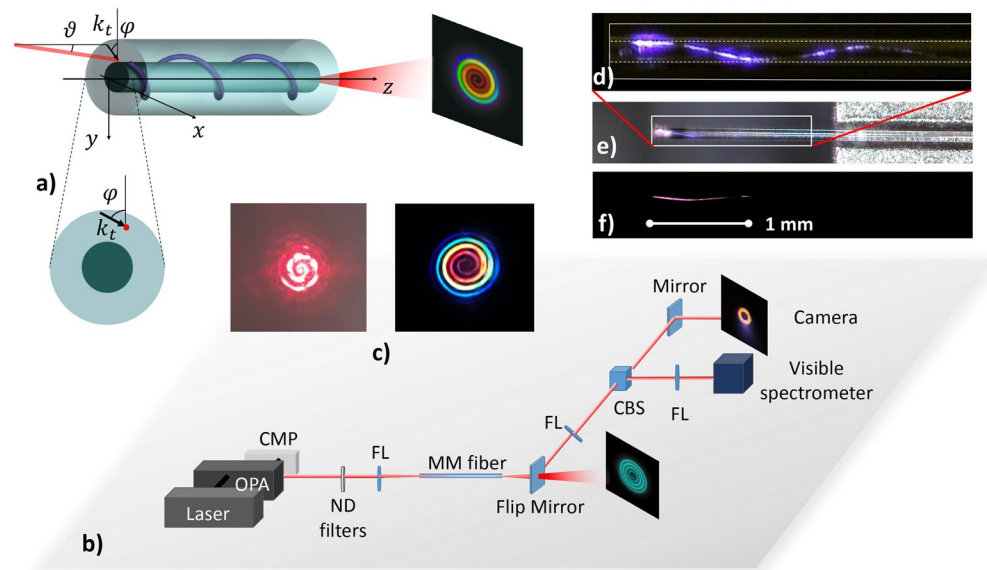 ϑ
k_t φ
z
x
y
a)
φ
k_t
d)
e)
f)
1 mm
c)
Mirror
Camera
Visible
spectrometer
FL
CBS
FL
CMP
OPA
Laser
FL
MM fiber
ND
filters
Flip Mirror
b)